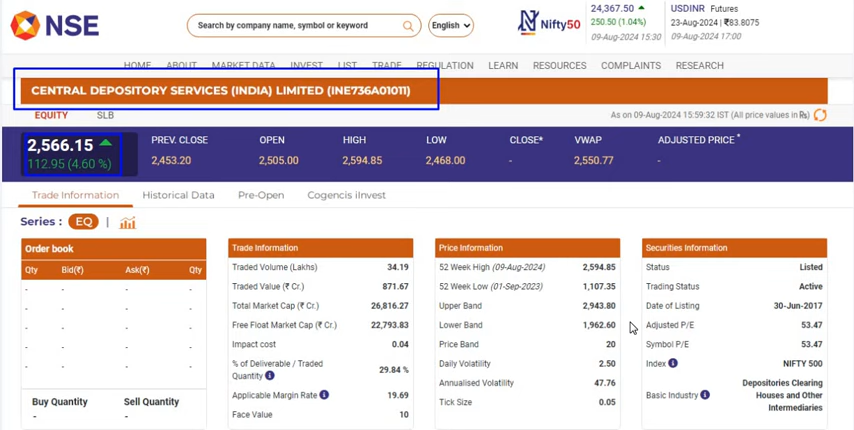 NSE
Search by company name, symbol or keyword
English
Nifty50
24,367.50
250.50 (1.04%)
09-Aug-2024 15:30
USDINR Futures
23-Aug-2024 | ₹83.8075
09-Aug-2024 17:00
HOME ABOUT MARKET DATA INVEST LIST TRADE REGULATION LEARN RESOURCES COMPLAINTS RESEARCH
CENTRAL DEPOSITORY SERVICES (INDIA) LIMITED (INE736A01011)
EQUITY SLB
As on 09-Aug-2024 15:59:32 IST (All price values in ₨)
2,566.15
112.95 (4.60 %)
PREV. CLOSE OPEN HIGH LOW CLOSE* VWAP ADJUSTED PRICE *
2,453.20 2,505.00 2,594.85 2,468.00 - 2,550.77 -
Trade Information Historical Data Pre-Open Cogencis iInvest
Series : EQ |
Order book
Qty Bid(₹) Ask(₹) Qty
- - - -
- - - -
- - - -
- - - -
- - - -
Buy Quantity Sell Quantity
- -
Trade Information
Traded Volume (Lakhs) 34.19
Traded Value (₹ Cr.) 871.67
Total Market Cap (₹ Cr.) 26,816.27
Free Float Market Cap (₹ Cr.) 22,793.83
Impact cost 0.04
% of Deliverable / Traded
Quantity 29.84 %
Applicable Margin Rate 19.69
Face Value 10
Price Information
52 Week High (09-Aug-2024) 2,594.85
52 Week Low (01-Sep-2023) 1,107.35
Upper Band 2,943.80
Lower Band 1,962.60
Price Band 20
Daily Volatility 2.50
Annualised Volatility 47.76
Tick Size 0.05
Securities Information
Status Listed
Trading Status Active
Date of Listing 30-Jun-2017
Adjusted P/E 53.47
Symbol P/E 53.47
Index NIFTY 500
Basic Industry Depositories Clearing
Houses and Other
Intermediaries